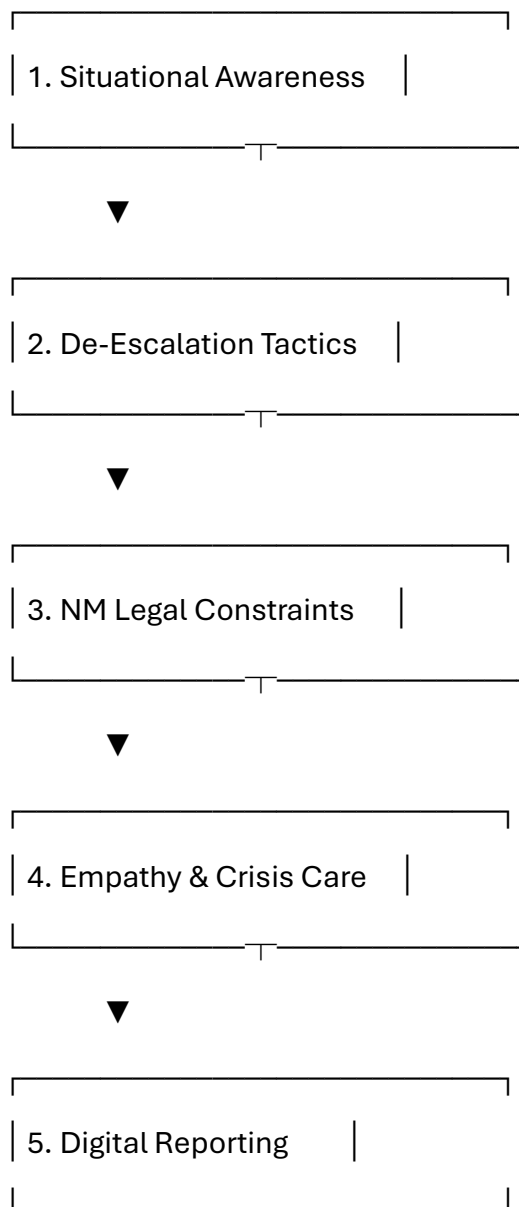 1. Situational Awareness
2. De-Escalation Tactics
3. NM Legal Constraints
4. Empathy & Crisis Care
5. Digital Reporting